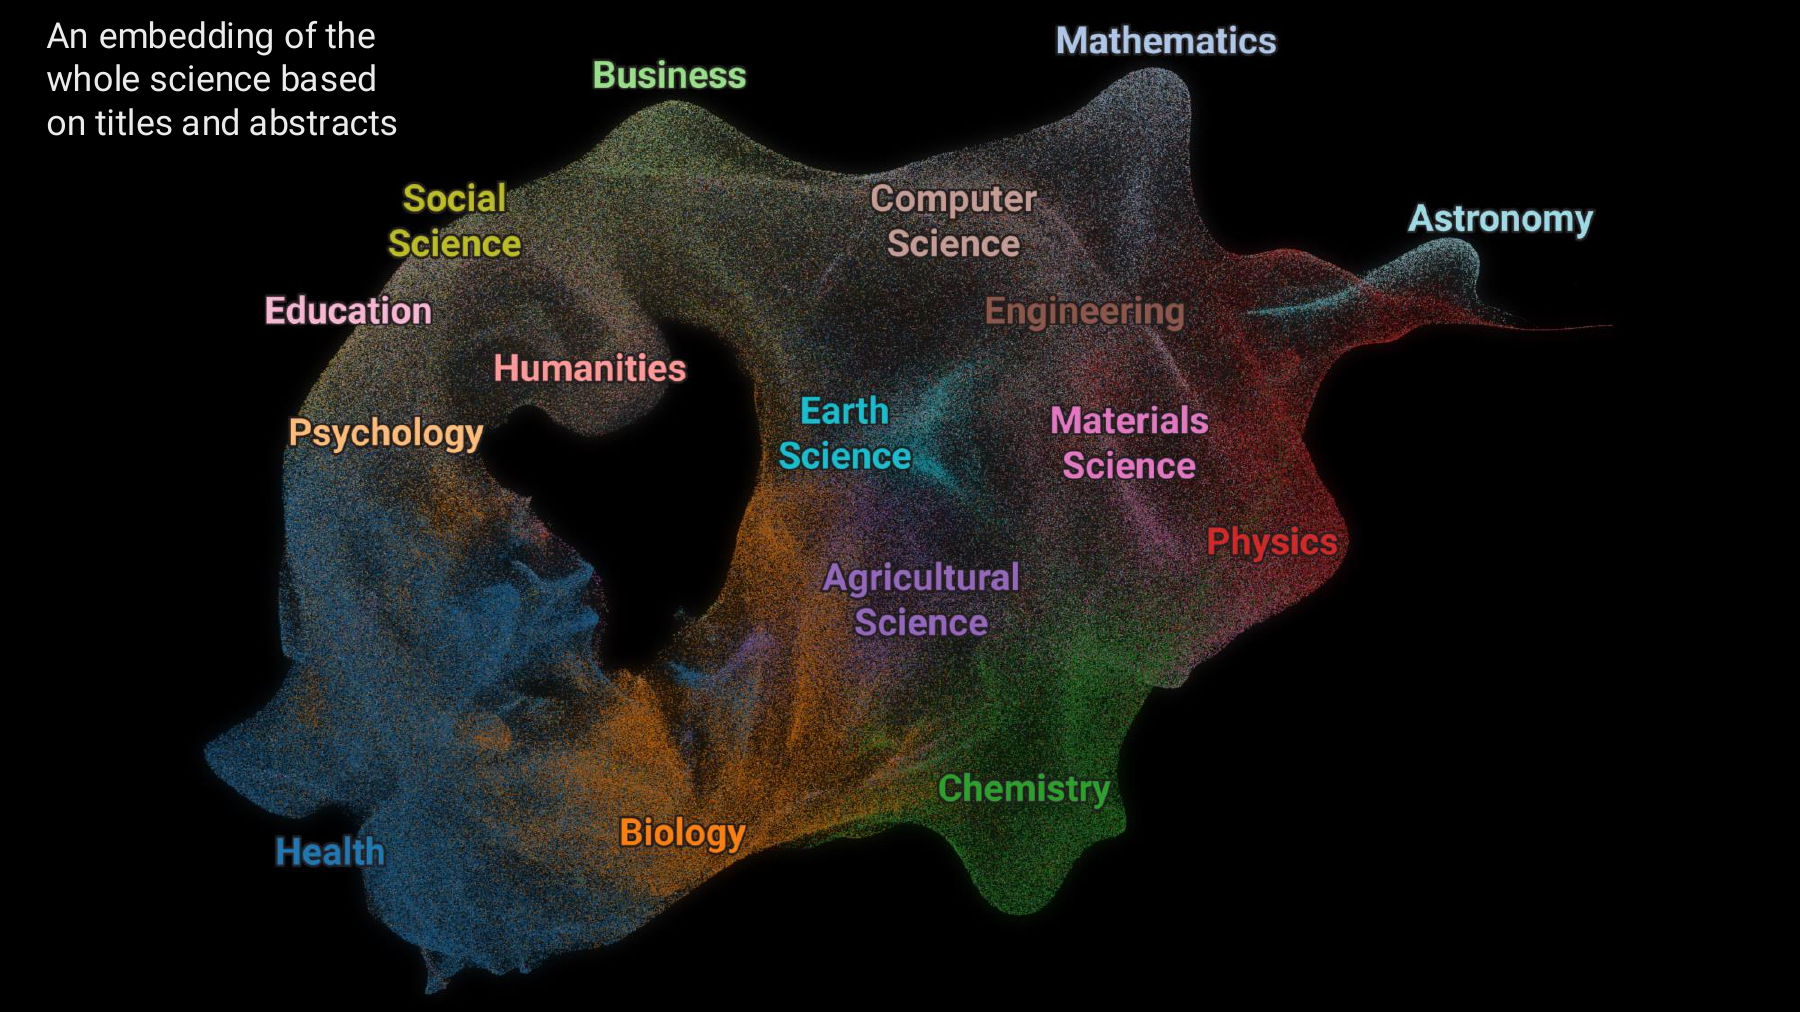 An embedding of the
whole science based
on titles and abstracts
Mathematics
Business
Social
Science
Computer
Science
Astronomy
Education
Engineering
Humanities
Psychology
Earth
Science
Materials
Science
Physics
Agricultural
Science
Chemistry
Biology
Health